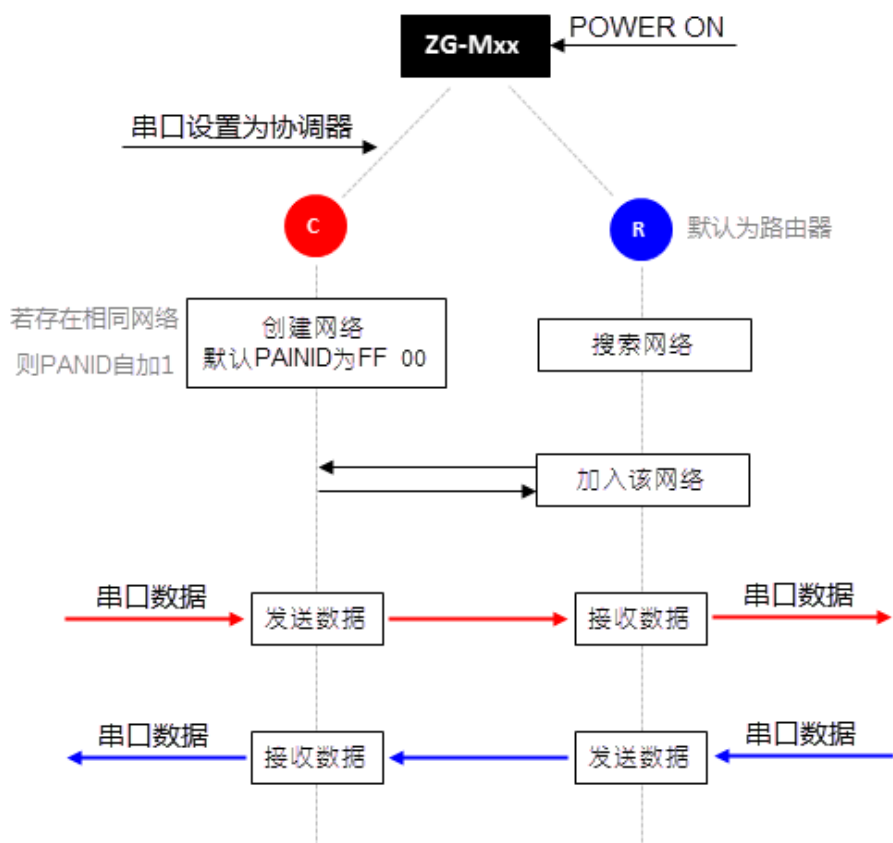 ZG-Mxx
POWER ON
串口设置为协调器
C
R
默认为路由器
若存在相同网络
则PANID自加1
创建网络
默认PAINID为FF 00
搜索网络
加入该网络
串口数据
发送数据
接收数据
串口数据
串口数据
接收数据
发送数据
串口数据